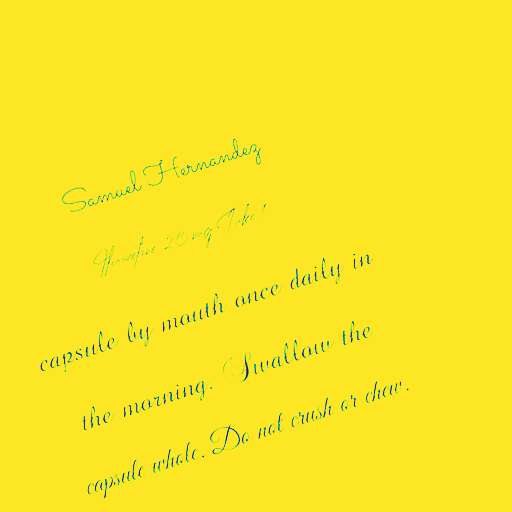 Samuel Hernandez
20 mg Take 1
capsule by mouth once daily in
the morning. Swallow the
capsule whole. Do not crush or chew.